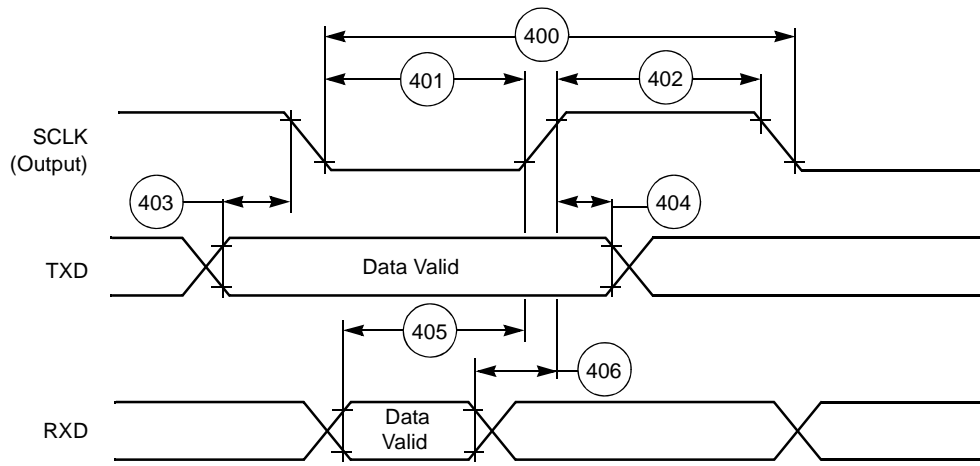 400
401
402
SCLK
(Output)
403
404
TXD
Data Valid
405
406
RXD
Data
Valid